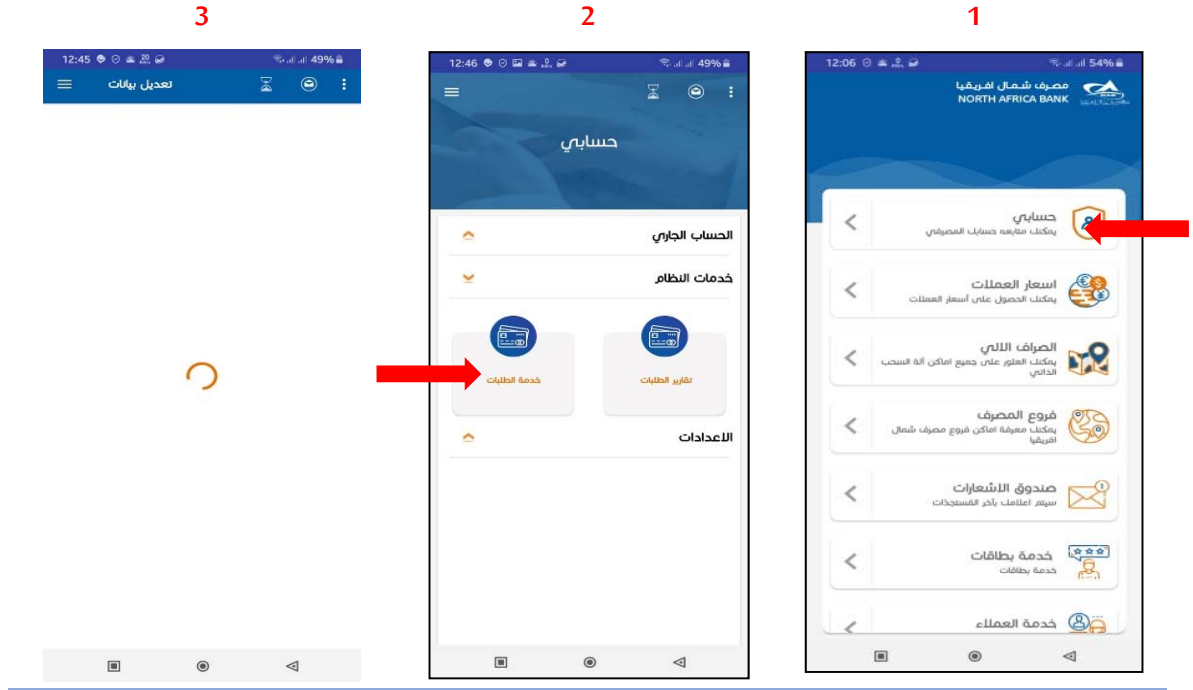 1
2
3
12:06
54%
مصرف شمال افريقيا
NORTH AFRICA BANK
حسابي
يمكنك متابعه حسابك المصرفي
اسعار العملات
يمكنك الحصول على أسعار العملات
الصراف الالي
يمكنك العثور على جميع اماكن آلة السحب
الذاتي
فروع المصرف
يمكنك معرفة اماكن فروع مصرف شمال
افريقيا
صندوق الاشعارات
سيتم اعلامك بآخر المستجدات
خدمة بطاقات
خدمة بطاقات
خدمة العملاء
12:46
49%
حسابي
الحساب الجاري
خدمات النظام
تقارير الطلبات
خدمة الطلبات
الاعدادات
12:45
49%
تعديل بيانات